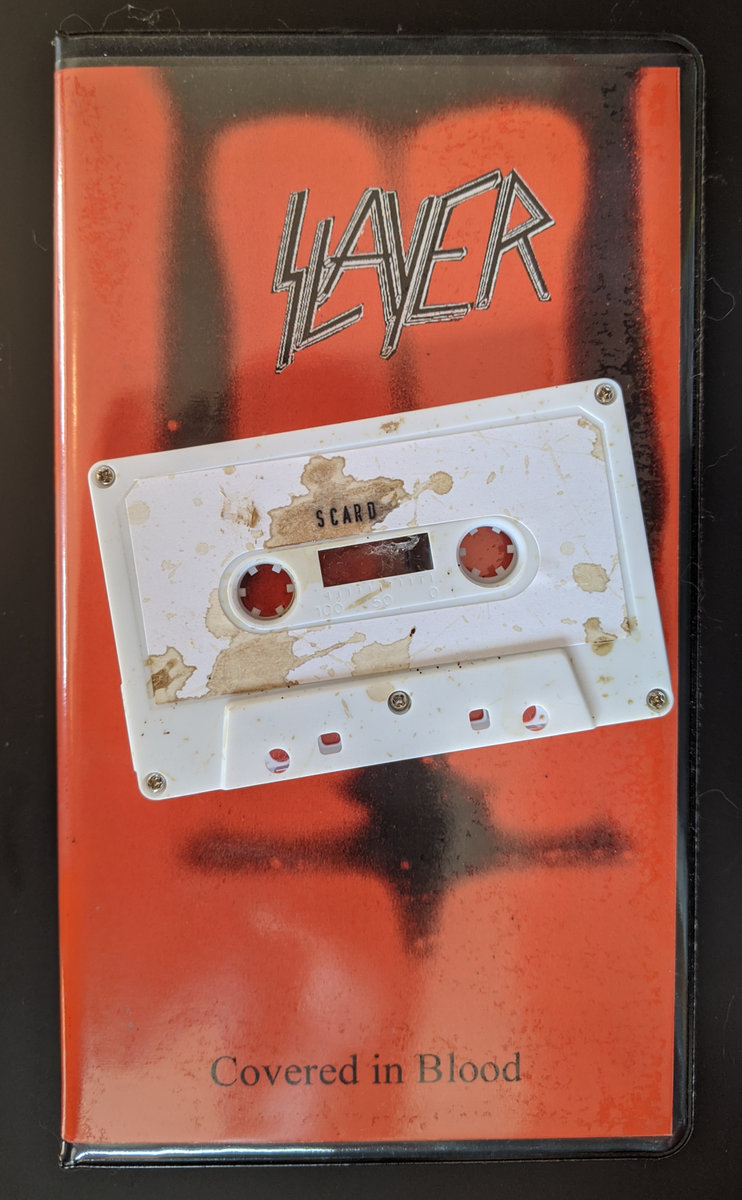 SLAYER
SCARD
100 50 0
Covered in Blood